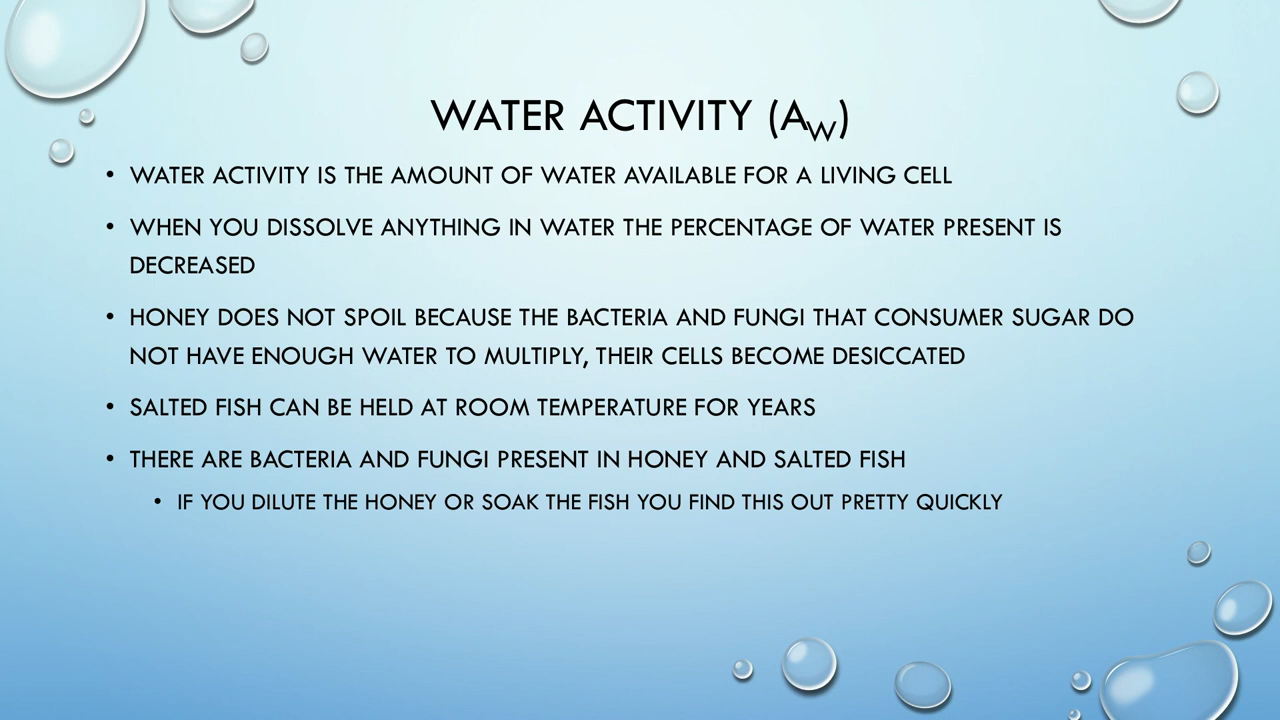 WATER ACTIVITY (AW)
• WATER ACTIVITY IS THE AMOUNT OF WATER AVAILABLE FOR A LIVING CELL
• WHEN YOU DISSOLVE ANYTHING IN WATER THE PERCENTAGE OF WATER PRESENT IS
DECREASED
• HONEY DOES NOT SPOIL BECAUSE THE BACTERIA AND FUNGI THAT CONSUMER SUGAR DO
NOT HAVE ENOUGH WATER TO MULTIPLY, THEIR CELLS BECOME DESICCATED
• SALTED FISH CAN BE HELD AT ROOM TEMPERATURE FOR YEARS
• THERE ARE BACTERIA AND FUNGI PRESENT IN HONEY AND SALTED FISH
• IF YOU DILUTE THE HONEY OR SOAK THE FISH YOU FIND THIS OUT PRETTY QUICKLY